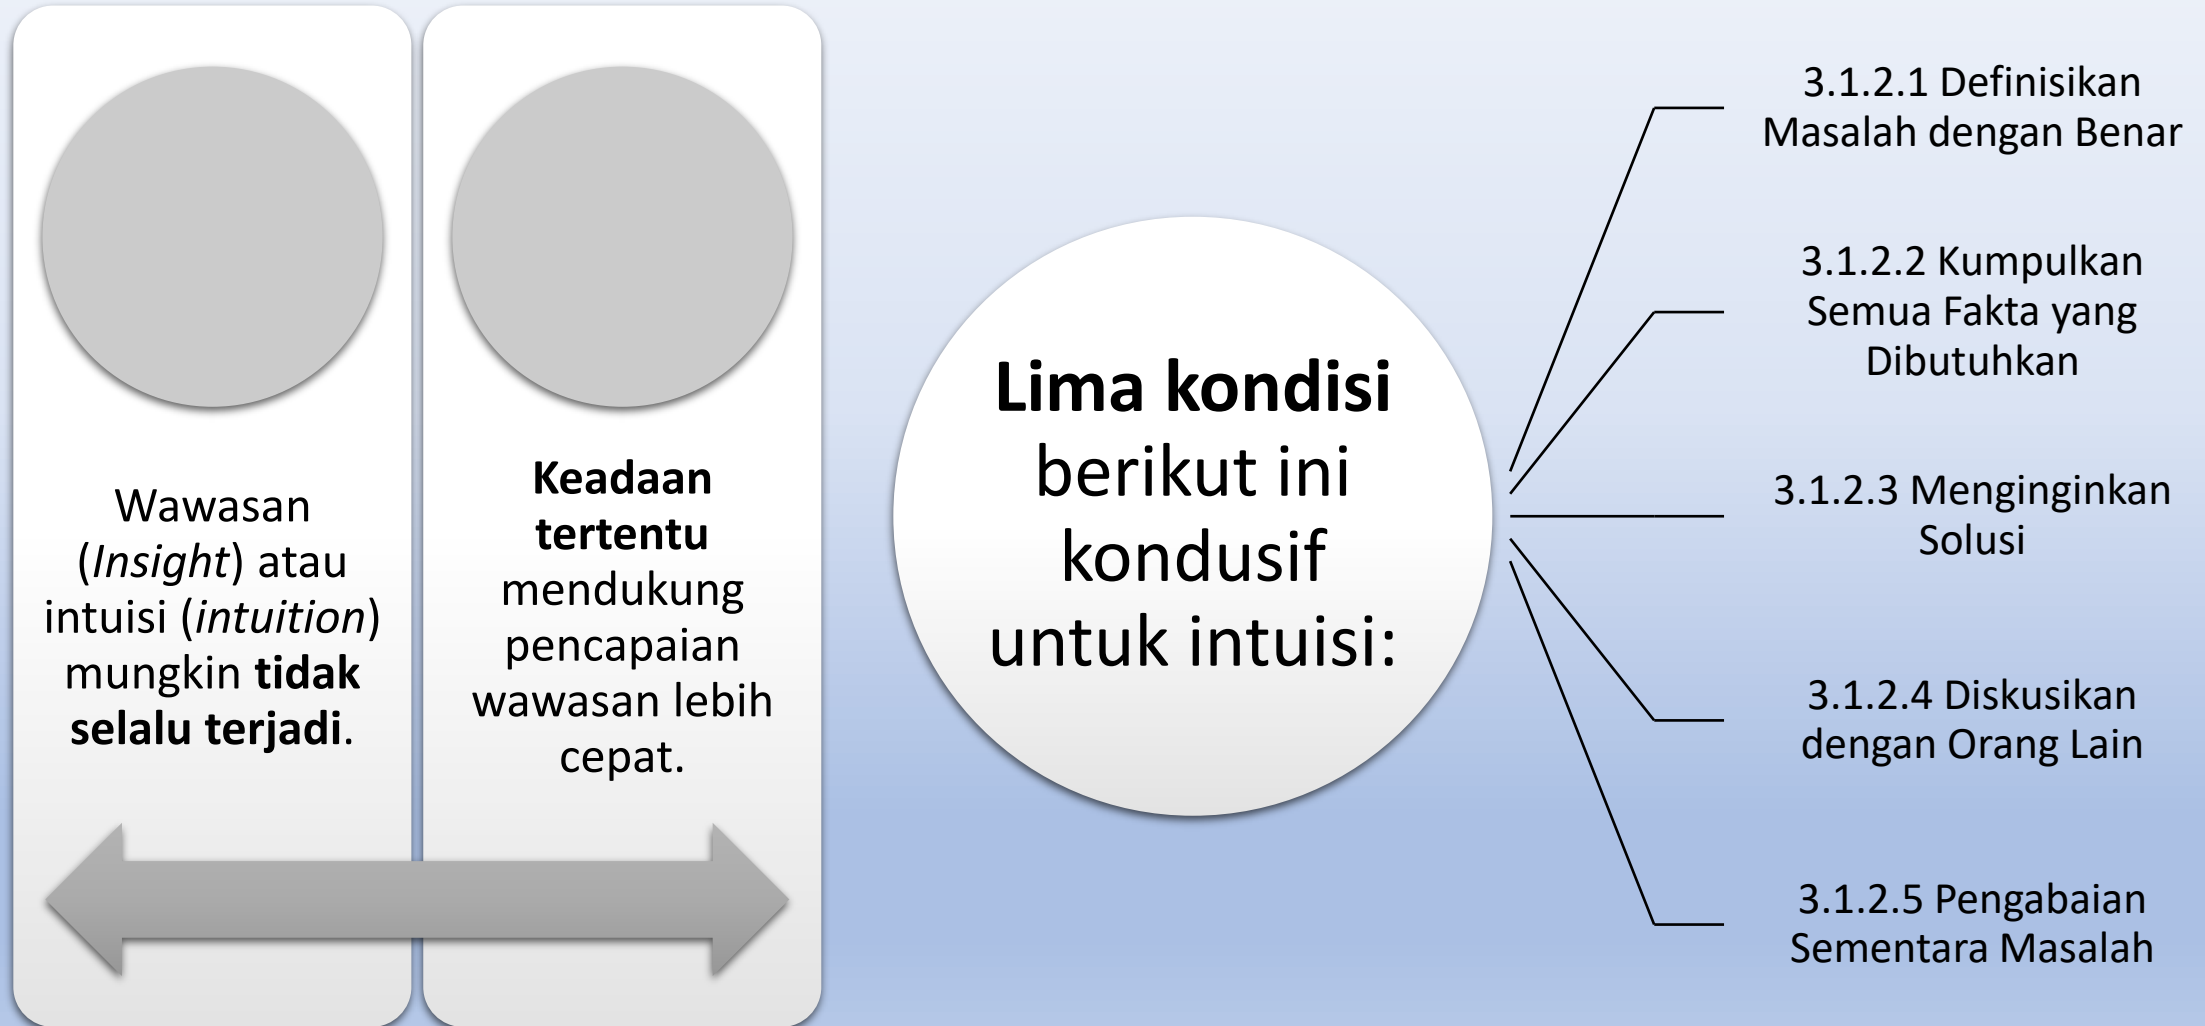 Wawasan
(Insight) atau
intuisi (intuition)
mungkin tidak
selalu terjadi.
Keadaan
tertentu
mendukung
pencapaian
wawasan lebih
cepat.
Lima kondisi
berikut ini
kondusif
untuk intuisi:
3.1.2.1 Definisikan
Masalah dengan Benar
3.1.2.2 Kumpulkan
Semua Fakta yang
Dibutuhkan
3.1.2.3 Menginginkan
Solusi
3.1.2.4 Diskusikan
dengan Orang Lain
3.1.2.5 Pengabaian
Sementara Masalah